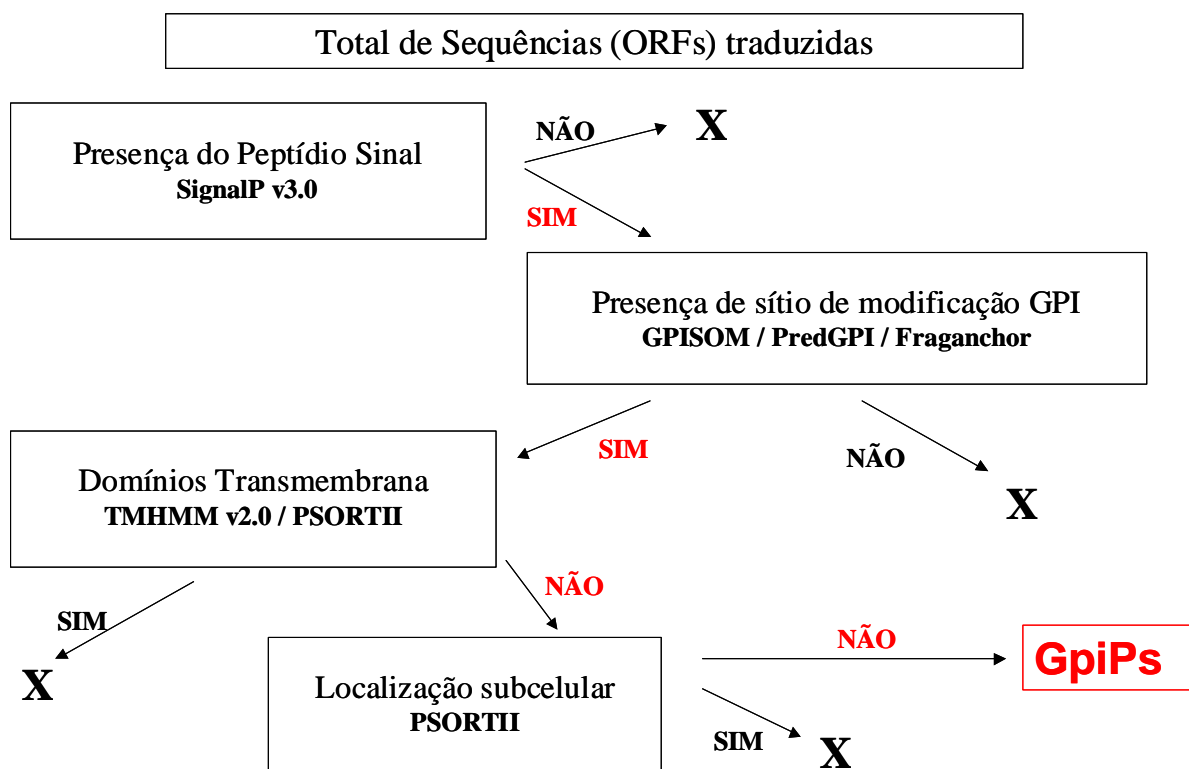 Total de Sequências (ORFs) traduzidas
NÃO
X
Presença do Peptídio Sinal
SignalP v3.0
SIM
Presença de sítio de modificação GPI
GPISOM / PredGPI / Fraganchor
SIM
NÃO
X
Domínios Transmembrana
TMHMM v2.0 / PSORTII
NÃO
SIM
X
NÃO
GpiPs
Localização subcelular
PSORTII
SIM
X